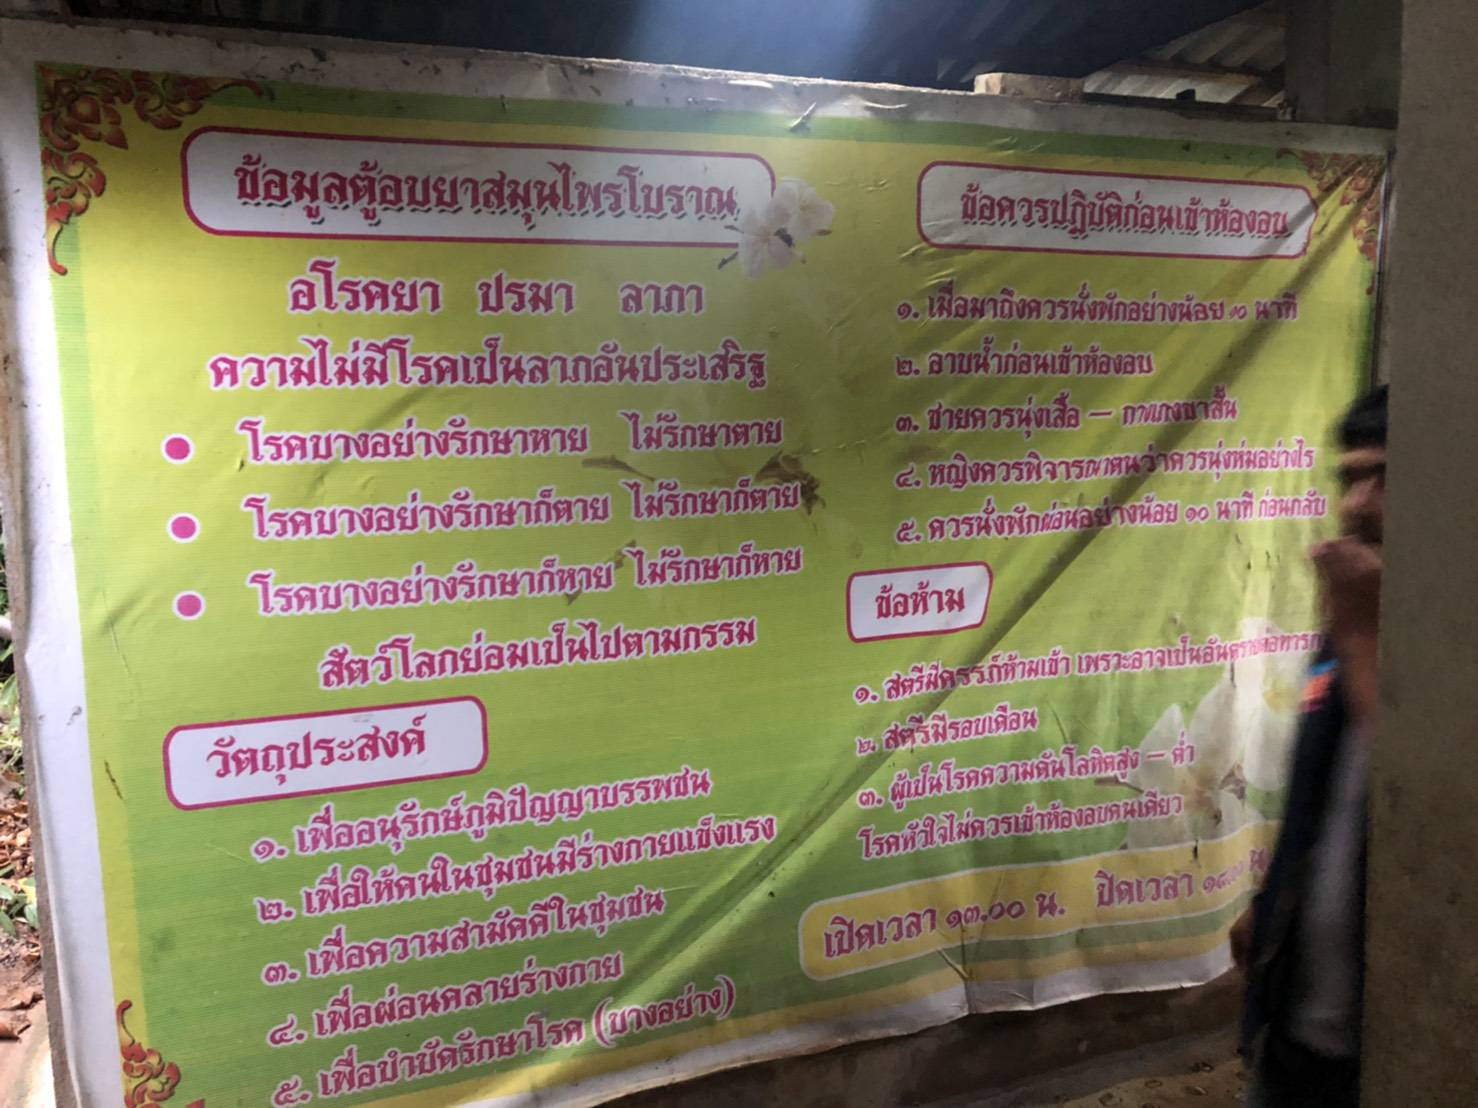 ข้อมูลตู้อบยาสมุนไพรโบราณ
อโรคยา ปรมา ลาภา
ความไม่มีโรคเป็นลาภอันประเสริฐ
โรคบางอย่างรักษาหาย ไม่รักษาตาย
โรคบางอย่างรักษาก็ตาย ไม่รักษาก็ตาย
โรคบางอย่างรักษาก็หาย ไม่รักษาก็หาย
สัตว์โลกย่อมเป็นไปตามกรรม
วัตถุประสงค์
๑. เพื่ออนุรักษ์ภูมิปัญญาบรรพชน
๒. เพื่อให้คนในชุมชนมีร่างกายแข็งแรง
๓. เพื่อความสามัคคีในชุมชน
๔. เพื่อผ่อนคลายร่างกาย
๕. เพื่อบำบัดรักษาโรค (บางอย่าง)
ข้อควรปฏิบัติก่อนเข้าห้องอบ
๑. เมื่อมาถึงควรนั่งพักอย่างน้อย ๑๐ นาที
๒. อาบน้ำก่อนเข้าห้องอบ
๓. ชายควรนุ่งเสื้อ – กางเกงขาสั้น
๔. หญิงควรพิจารณาตนว่าควรนุ่งห่มอย่างไร
๕. ควรนั่งพักผ่อนอย่างน้อย ๑๐ นาที ก่อนกลับ
ข้อห้าม
๑. สตรีมีครรภ์ห้ามเข้า เพราะอาจเป็นอันตรายต่อทารก
๒. สตรีมีรอบเดือน
๓. ผู้เป็นโรคความดันโลหิตสูง – ต่ำ
โรคหัวใจไม่ควรเข้าห้องอบคนเดียว
เปิดเวลา ๑๓.๐๐ น. ปิดเวลา